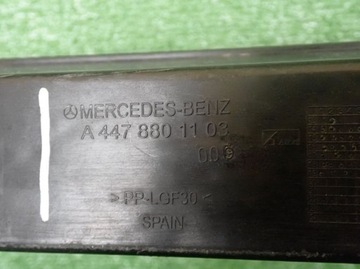 MERCEDES-BENZ
A 447 880 11 03
>PP-LGF30<
SPAIN